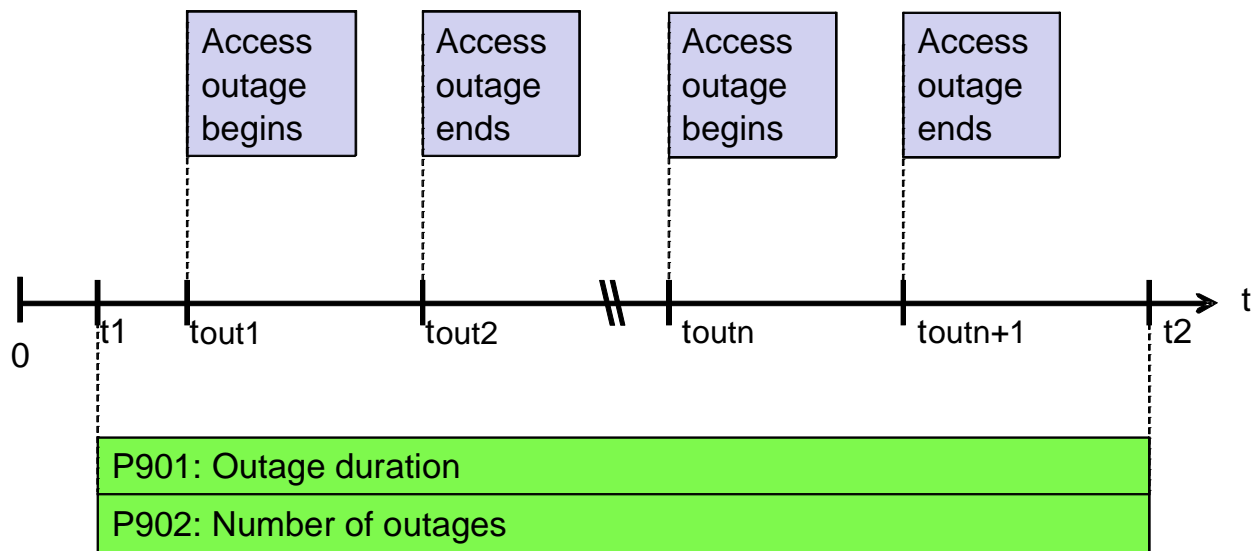 Access
outage
begins
Access
outage
ends
Access
outage
begins
Access
outage
ends
t
0
t1
tout1
tout2
toutn
toutn+1
t2
P901: Outage duration
P902: Number of outages